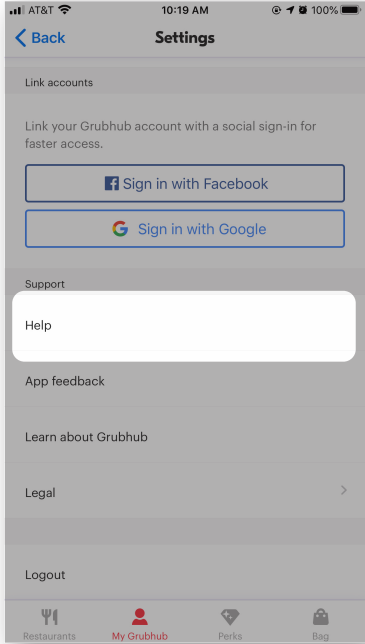 AT&T 10:19 AM 100%
Back Settings
Link accounts
Link your Grubhub account with a social sign-in for
faster access.
Sign in with Facebook
Sign in with Google
Support
Help
App feedback
Learn about Grubhub
Legal
Logout
Restaurants My Grubhub Perks Bag